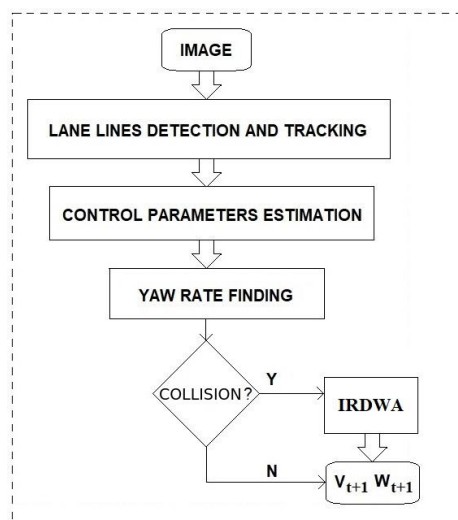 IMAGE
LANE LINES DETECTION AND TRACKING
CONTROL PARAMETERS ESTIMATION
YAW RATE FINDING
COLLISION?
Y
IRDWA
N
Vt+1 Wt+1